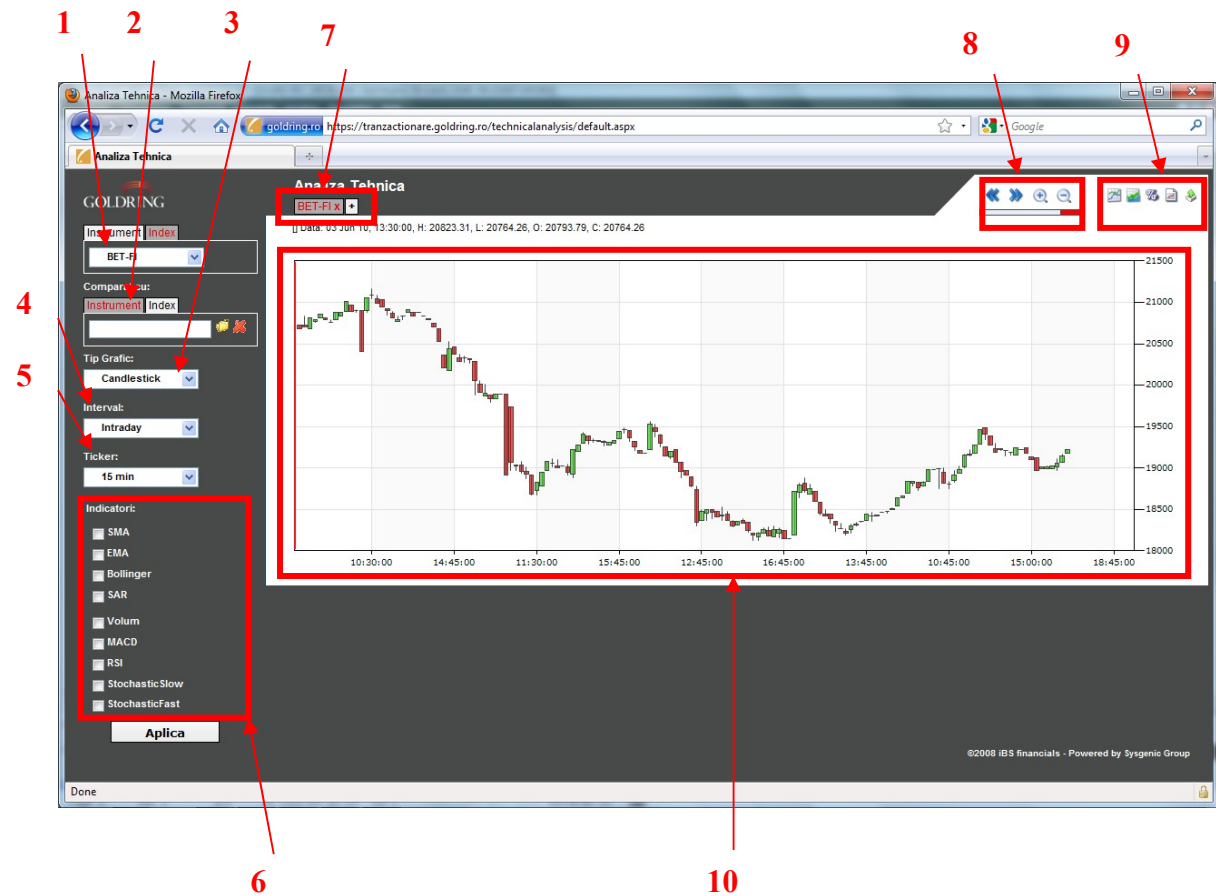 1 2 3 7 8 9
Analiza Tehnica - Mozilla Firefox
goldring.ro https://tranzactionare.goldring.ro/technicalanalysis/default.aspx
Google
Analiza Tehnica
GOLDRING
Analiza Tehnica
BET-FI x +
Instrument Index
[] Data: 03 Jun 10, 13:30:00, H: 20823.31, L: 20764.26, O: 20793.79, C: 20764.26
BET-FI
Comparat cu:
Instrument Index
4
Tip Grafic:
Candlestick
5
Interval:
Intraday
Ticker:
15 min
21500
21000
20500
20000
19500
19000
18500
18000
10:30:00 14:45:00 11:30:00 15:45:00 12:45:00 16:45:00 13:45:00 10:45:00 15:00:00 18:45:00
Indicatori:
SMA
EMA
Bollinger
SAR
Volum
MACD
RSI
StochasticSlow
StochasticFast
Aplica
©2008 iBS financials - Powered by Sysgenic Group
Done
6 10